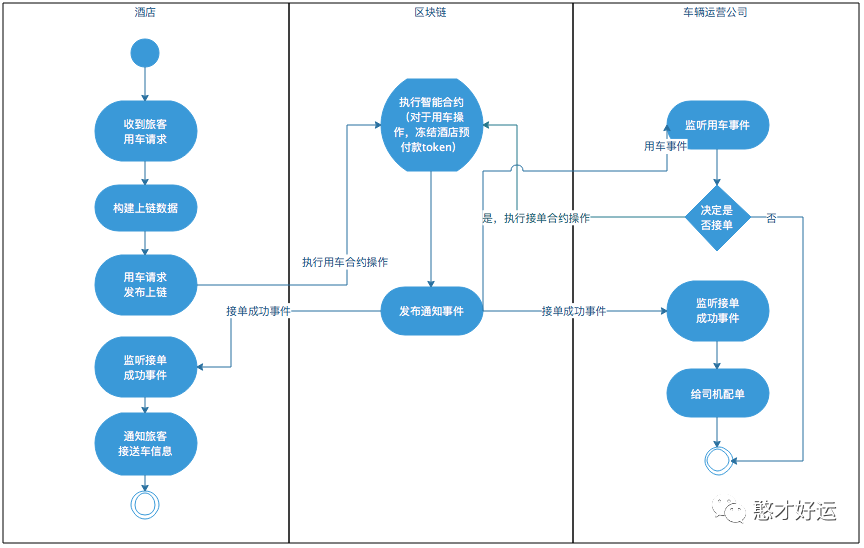 酒店
区块链
车辆运营公司
收到旅客
用车请求
构建上链数据
用车请求
发布上链
监听接单
成功事件
通知旅客
接送车信息
执行用车合约操作
接单成功事件
执行智能合约
（对于用车操
作，冻结酒店预
付款token）
发布通知事件
是，执行接单合约操作
接单成功事件
用车事件
监听用车事件
决定是
否接单
否
监听接单
成功事件
给司机配单
憨才好运